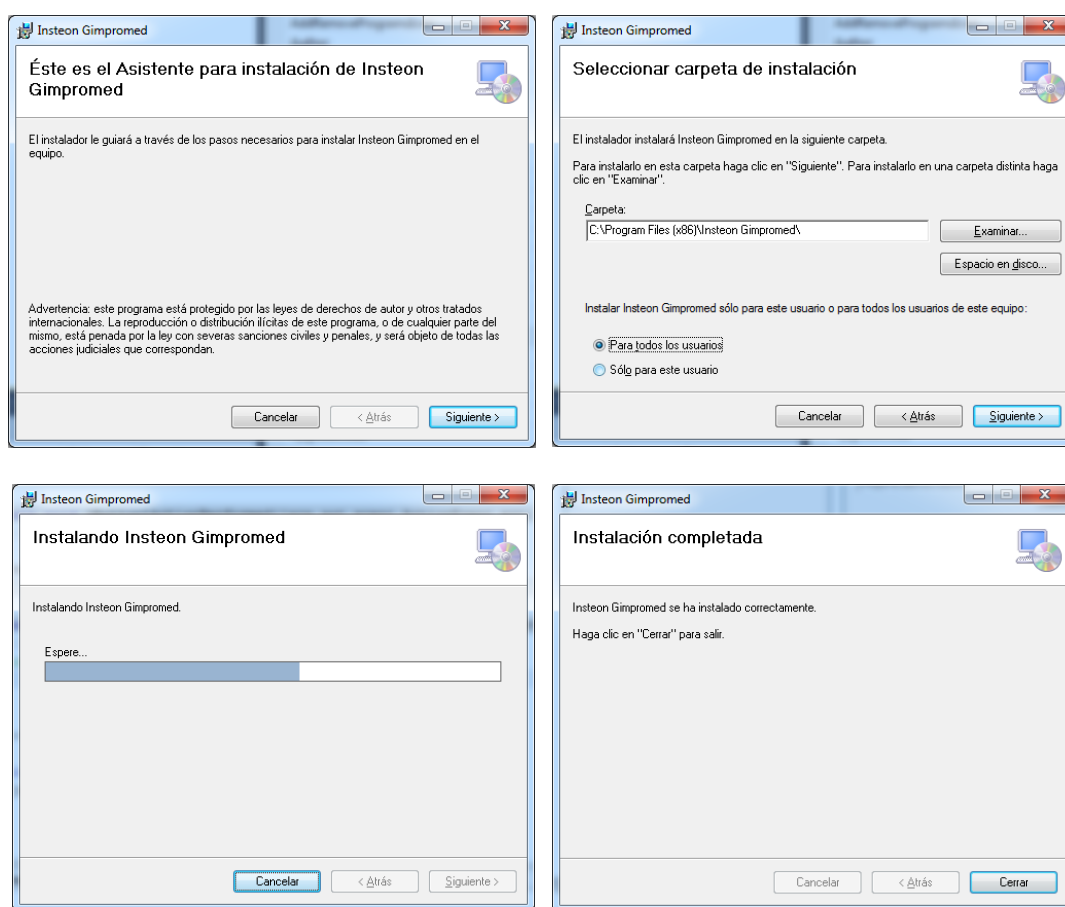 Insteon Gimpromed
Éste es el Asistente para instalación de Insteon
Gimpromed
El instalador le guiará a través de los pasos necesarios para instalar Insteon Gimpromed en el
equipo.
Advertencia: este programa está protegido por las leyes de derechos de autor y otros tratados
internacionales. La reproducción o distribución ilícitas de este programa, o de cualquier parte del
mismo, está penada por la ley con severas sanciones civiles y penales, y será objeto de todas las
acciones judiciales que correspondan.
Cancelar
< Atrás
Siguiente >
Insteon Gimpromed
Seleccionar carpeta de instalación
El instalador instalará Insteon Gimpromed en la siguiente carpeta.
Para instalarlo en esta carpeta haga clic en "Siguiente". Para instalarlo en una carpeta distinta haga
clic en "Examinar".
Carpeta:
C:\Program Files (x86)\Insteon Gimpromed\
Examinar...
Espacio en disco...
Instalar Insteon Gimpromed sólo para este usuario o para todos los usuarios de este equipo:
Para todos los usuarios
Sólo para este usuario
Cancelar
< Atrás
Siguiente >
Insteon Gimpromed
Instalando Insteon Gimpromed
Instalando Insteon Gimpromed.
Espere...
Cancelar
< Atrás
Siguiente >
Insteon Gimpromed
Instalación completada
Insteon Gimpromed se ha instalado correctamente.
Haga clic en "Cerrar" para salir.
Cancelar
< Atrás
Cerrar